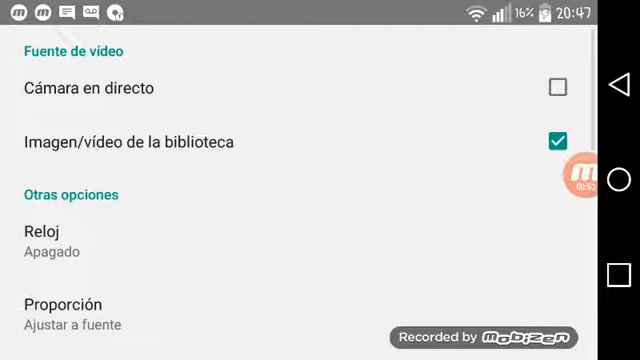 16% 20:47
Fuente de vídeo
Cámara en directo
Imagen/vídeo de la biblioteca
Otras opciones
Reloj
Apagado
Proporción
Ajustar a fuente
Recorded by mobizen